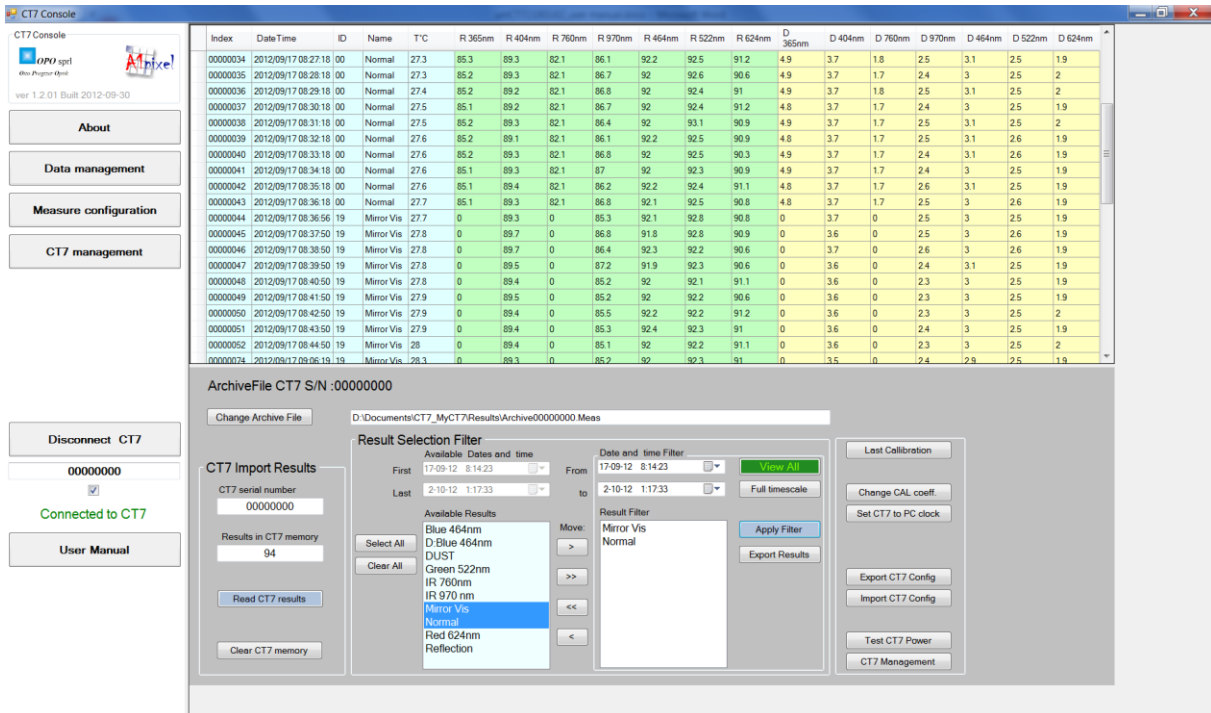 CT7 Console
CT7 Console
OPO sprl
A1pixel
ver 1.2.01 Built 2012-09-30
About
Data management
Measure configuration
CT7 management
Disconnect CT7
00000000
Connected to CT7
User Manual
Index DateTime ID Name T°C R 365nm R 404nm R 760nm R 970nm R 464nm R 522nm R 624nm D 365nm D 404nm D 760nm D 970nm D 464nm D 522nm D 624nm
00000034 2012/09/17 08:27:18 00 Normal 27.3 85.3 89.3 82.1 86.1 92.2 92.5 91.2 4.9 3.7 1.8 2.5 3.1 2.5 1.9
00000035 2012/09/17 08:28:18 00 Normal 27.3 85.2 89.2 82.1 86.7 92 92.6 90.6 4.9 3.7 1.7 2.4 3 2.5 2
00000036 2012/09/17 08:29:18 00 Normal 27.4 85.2 89.2 82.1 86.8 92 92.4 91 4.9 3.7 1.8 2.5 3.1 2.5 2
00000037 2012/09/17 08:30:18 00 Normal 27.5 85.1 89.2 82.1 86.7 92 92.4 91.2 4.8 3.7 1.7 2.4 3 2.5 1.9
00000038 2012/09/17 08:31:18 00 Normal 27.5 85.2 89.3 82.1 86.4 92 93.1 90.9 4.9 3.7 1.7 2.5 3.1 2.5 2
00000039 2012/09/17 08:32:18 00 Normal 27.6 85.2 89.1 82.1 86.1 92.2 92.5 90.9 4.8 3.7 1.7 2.5 3.1 2.6 1.9
00000040 2012/09/17 08:33:18 00 Normal 27.6 85.2 89.3 82.1 86.8 92 92.5 90.3 4.9 3.7 1.7 2.4 3.1 2.6 1.9
00000041 2012/09/17 08:34:18 00 Normal 27.6 85.1 89.3 82.1 87 92 92.3 90.9 4.9 3.7 1.7 2.4 3 2.5 1.9
00000042 2012/09/17 08:35:18 00 Normal 27.6 85.1 89.4 82.1 86.2 92.2 92.4 91.1 4.8 3.7 1.7 2.6 3.1 2.5 1.9
00000043 2012/09/17 08:36:18 00 Normal 27.7 85.1 89.3 82.1 86.8 92.1 92.5 90.8 4.8 3.7 1.7 2.5 3 2.6 1.9
00000044 2012/09/17 08:36:56 19 Mirror Vis 27.7 0 89.3 0 85.3 92.1 92.8 90.8 0 3.7 0 2.5 3 2.5 1.9
00000045 2012/09/17 08:37:50 19 Mirror Vis 27.8 0 89.7 0 86.8 91.8 92.8 90.9 0 3.6 0 2.5 3 2.6 1.9
00000046 2012/09/17 08:38:50 19 Mirror Vis 27.8 0 89.7 0 86.4 92.3 92.2 90.6 0 3.7 0 2.6 3 2.6 1.9
00000047 2012/09/17 08:39:50 19 Mirror Vis 27.8 0 89.5 0 87.2 91.9 92.3 90.6 0 3.6 0 2.4 3.1 2.5 1.9
00000048 2012/09/17 08:40:50 19 Mirror Vis 27.8 0 89.4 0 85.2 92 92.1 91.1 0 3.6 0 2.3 3 2.5 1.9
00000049 2012/09/17 08:41:50 19 Mirror Vis 27.9 0 89.5 0 85.2 92 92.2 90.6 0 3.6 0 2.3 3 2.5 1.9
00000050 2012/09/17 08:42:50 19 Mirror Vis 27.9 0 89.4 0 85.5 92.2 92.2 91.2 0 3.6 0 2.3 3 2.5 2
00000051 2012/09/17 08:43:50 19 Mirror Vis 27.9 0 89.4 0 85.3 92.4 92.3 91 0 3.6 0 2.4 3 2.5 1.9
00000052 2012/09/17 08:44:50 19 Mirror Vis 28 0 89.4 0 85.1 92 92.2 91.1 0 3.6 0 2.3 3 2.5 2
00000074 2012/09/17 09:06:19 19 Mirror Vis 28.3 0 89.3 0 85.2 92 92.3 91 0 3.5 0 2.4 2.9 2.5 1.9
ArchiveFile CT7 S/N :00000000
Change Archive File D:\Documents\CT7_MyCT7\Results\Archive00000000.Meas
CT7 Import Results
CT7 serial number
00000000
Results in CT7 memory
94
Read CT7 results
Clear CT7 memory
Result Selection Filter
Available Dates and time
First 17-09-12 8:14:23
Last 2-10-12 1:17:33
Available Results
Select All
Clear All
Blue 464nm
D:Blue 464nm
DUST
Green 522nm
IR 760nm
IR 970 nm
Mirror Vis
Normal
Red 624nm
Reflection
Move:
>
>>
<<
<
Date and time Filter
From 17-09-12 8:14:23
to 2-10-12 1:17:33
Result Filter
Mirror Vis
Normal
View All
Full timescale
Apply Filter
Export Results
Last Callibration
Change CAL coeff.
Set CT7 to PC clock
Export CT7 Config
Import CT7 Config
Test CT7 Power
CT7 Management